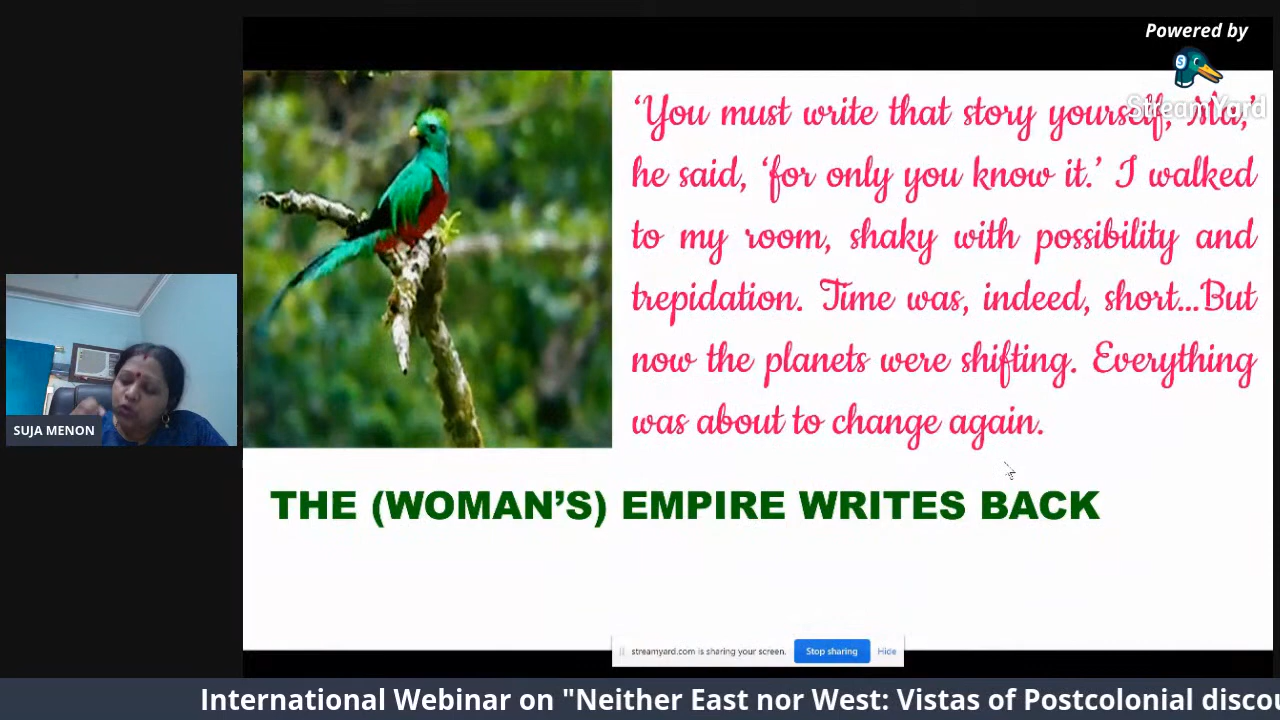 Powered by
StreamYard
'You must write that story yourself, Ma,'
he said, 'for only you know it.' I walked
to my room, shaky with possibility and
trepidation. Time was, indeed, short...But
now the planets were shifting. Everything
was about to change again.
SUJA MENON
THE (WOMAN'S) EMPIRE WRITES BACK
streamyard.com is sharing your screen.
Stop sharing
Hide
International Webinar on "Neither East nor West: Vistas of Postcolonial discou